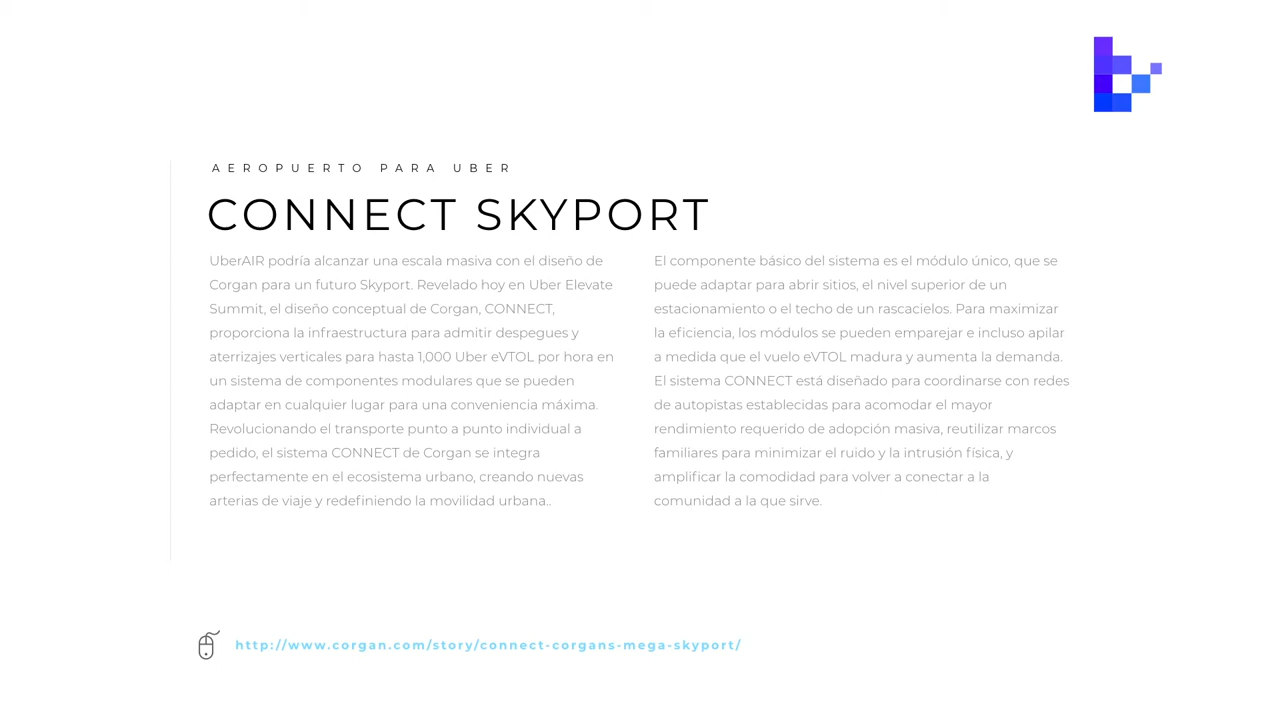 AEROPUERTO PARA UBER
CONNECT SKYPORT
UberAIR podría alcanzar una escala masiva con el diseño de
Corgan para un futuro Skyport. Revelado hoy en Uber Elevate
Summit, el diseño conceptual de Corgan, CONNECT,
proporciona la infraestructura para admitir despegues y
aterrizajes verticales para hasta 1,000 Uber eVTOL por hora en
un sistema de componentes modulares que se pueden
adaptar en cualquier lugar para una conveniencia máxima.
Revolucionando el transporte punto a punto individual a
pedido, el sistema CONNECT de Corgan se integra
perfectamente en el ecosistema urbano, creando nuevas
arterias de viaje y redefiniendo la movilidad urbana..
El componente básico del sistema es el módulo único, que se
puede adaptar para abrir sitios, el nivel superior de un
estacionamiento o el techo de un rascacielos. Para maximizar
la eficiencia, los módulos se pueden emparejar e incluso apilar
a medida que el vuelo eVTOL madura y aumenta la demanda.
El sistema CONNECT está diseñado para coordinarse con redes
de autopistas establecidas para acomodar el mayor
rendimiento requerido de adopción masiva, reutilizar marcos
familiares para minimizar el ruido y la intrusión física, y
amplificar la comodidad para volver a conectar a la
comunidad a la que sirve.
http://www.corgan.com/story/connect-corgans-mega-skyport/